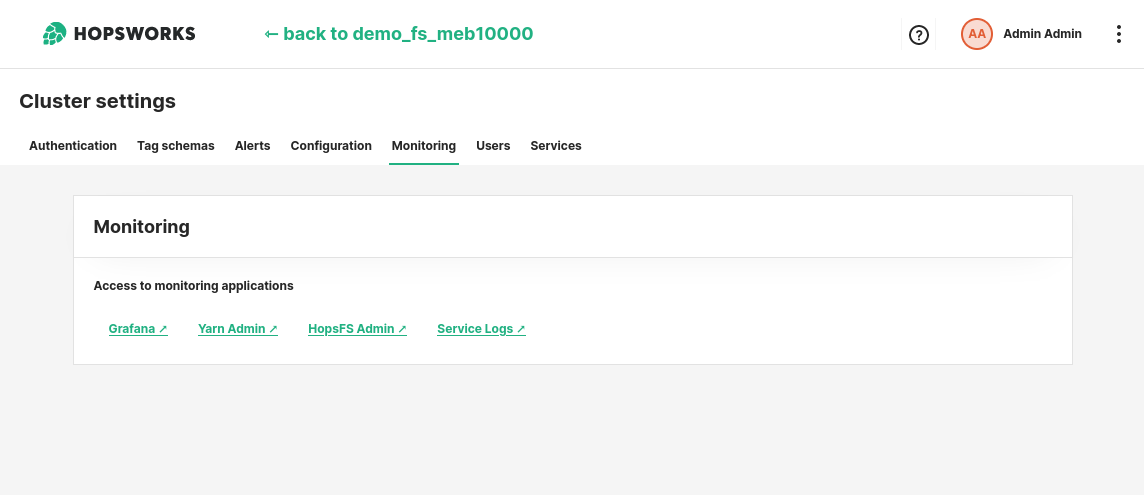 HOPSWORKS
← back to demo_fs_meb10000
?
AA
Admin Admin
Cluster settings
Authentication Tag schemas Alerts Configuration Monitoring Users Services
Monitoring
Access to monitoring applications
Grafana ↗ Yarn Admin ↗ HopsFS Admin ↗ Service Logs ↗